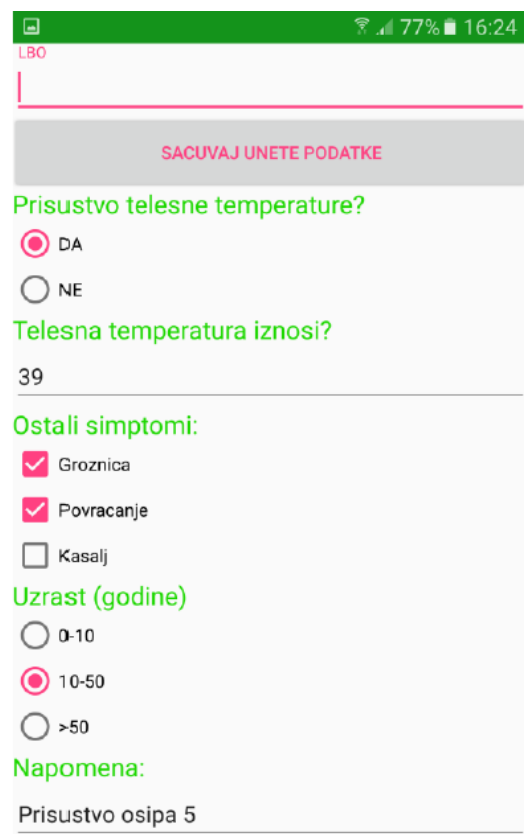 77% 16:24
LBO
SACUVAJ UNETE PODATKE
Prisustvo telesne temperature?
DA
NE
Telesna temperatura iznosi?
39
Ostali simptomi:
Groznica
Povracanje
Kasalj
Uzrast (godine)
0-10
10-50
>50
Napomena:
Prisustvo osipa 5